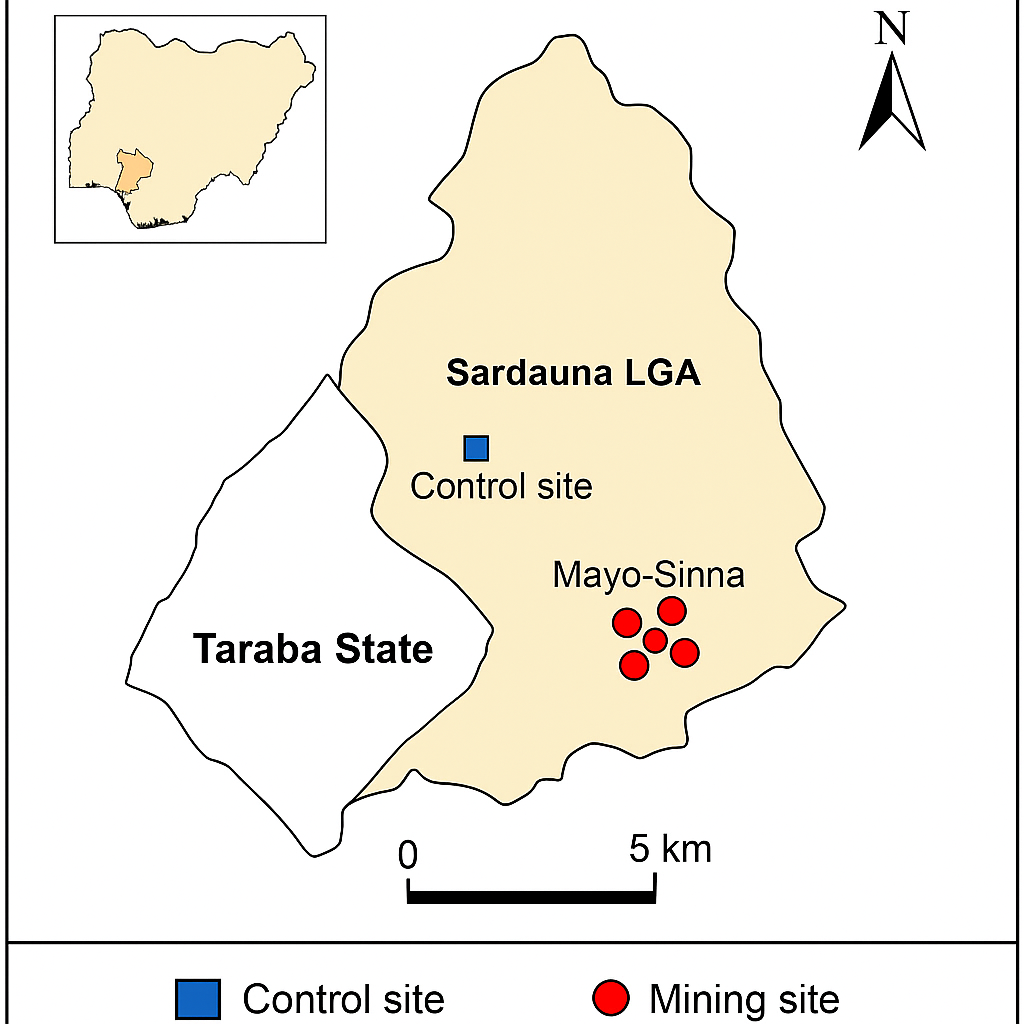 N
Sardauna LGA
Control site
Mayo-Sinna
Taraba State
0 5 km
Control site
Mining site